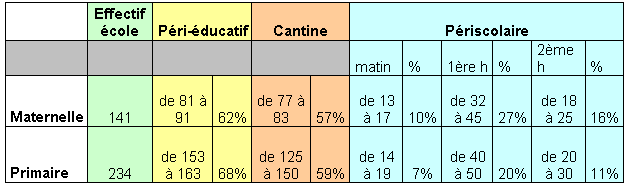 Effectif école Péri-éducatif Cantine Périscolaire
matin % 1ère h % 2ème h %
Maternelle 141 de 81 à 91 62% de 77 à 83 57% de 13 à 17 10% de 32 à 45 27% de 18 à 25 16%
Primaire 234 de 153 à 163 68% de 125 à 150 59% de 14 à 19 7% de 40 à 50 20% de 20 à 30 11%